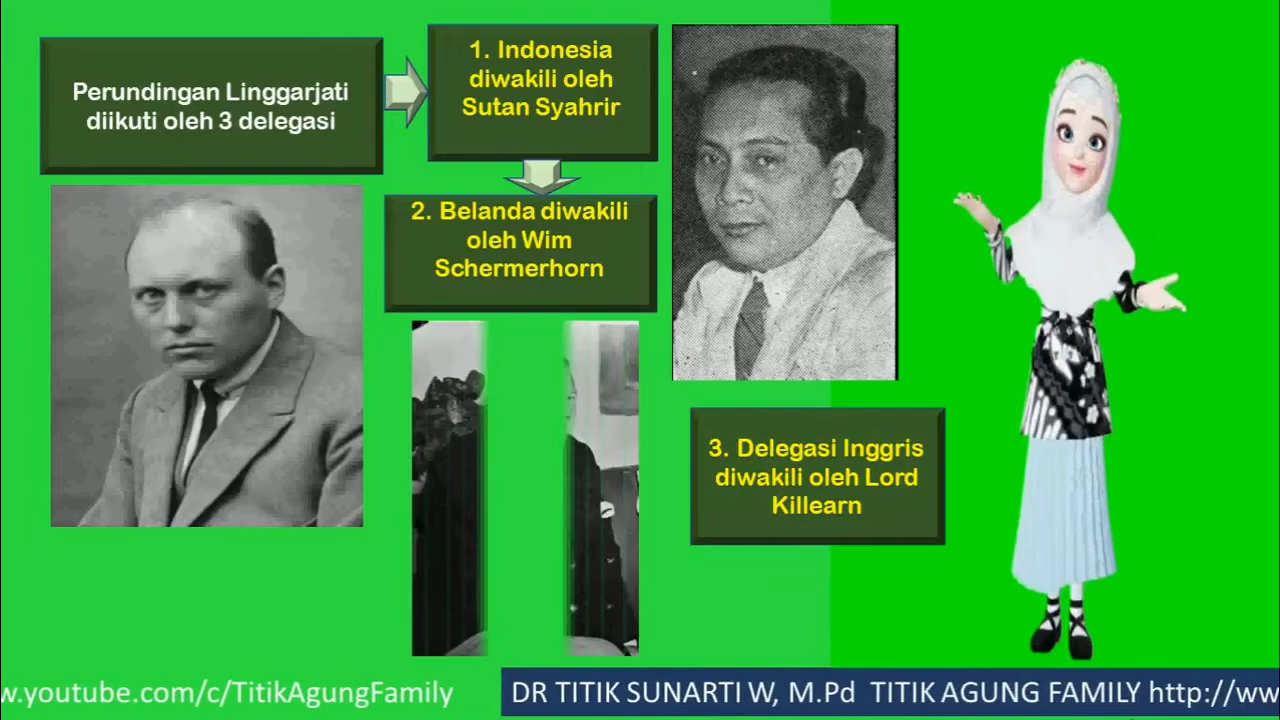 Perundingan Linggarjati
diikuti oleh 3 delegasi
1. Indonesia
diwakili oleh
Sutan Syahrir
2. Belanda diwakili
oleh Wim
Schermerhorn
3. Delegasi Inggris
diwakili oleh Lord
Killearn
w.youtube.com/c/TitikAgungFamily
DR TITIK SUNARTI W, M.Pd TITIK AGUNG FAMILY http://ww